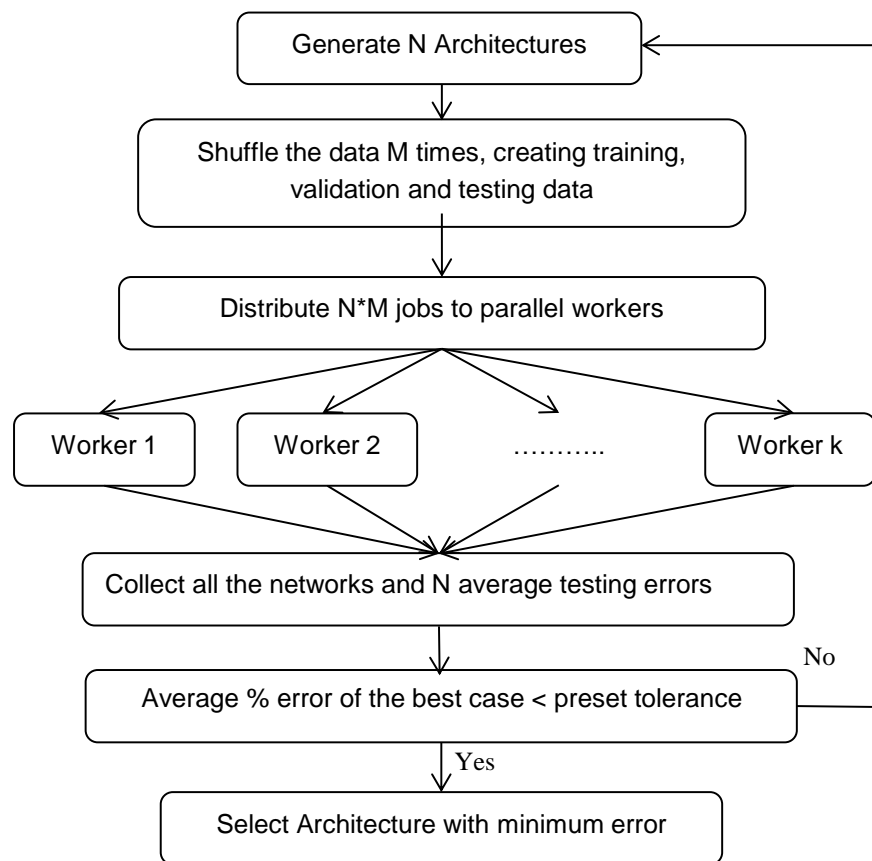 Generate N Architectures
Shuffle the data M times, creating training,
validation and testing data
Distribute N*M jobs to parallel workers
Worker 1
Worker 2
………..
Worker k
Collect all the networks and N average testing errors
No
Average % error of the best case < preset tolerance
Yes
Select Architecture with minimum error